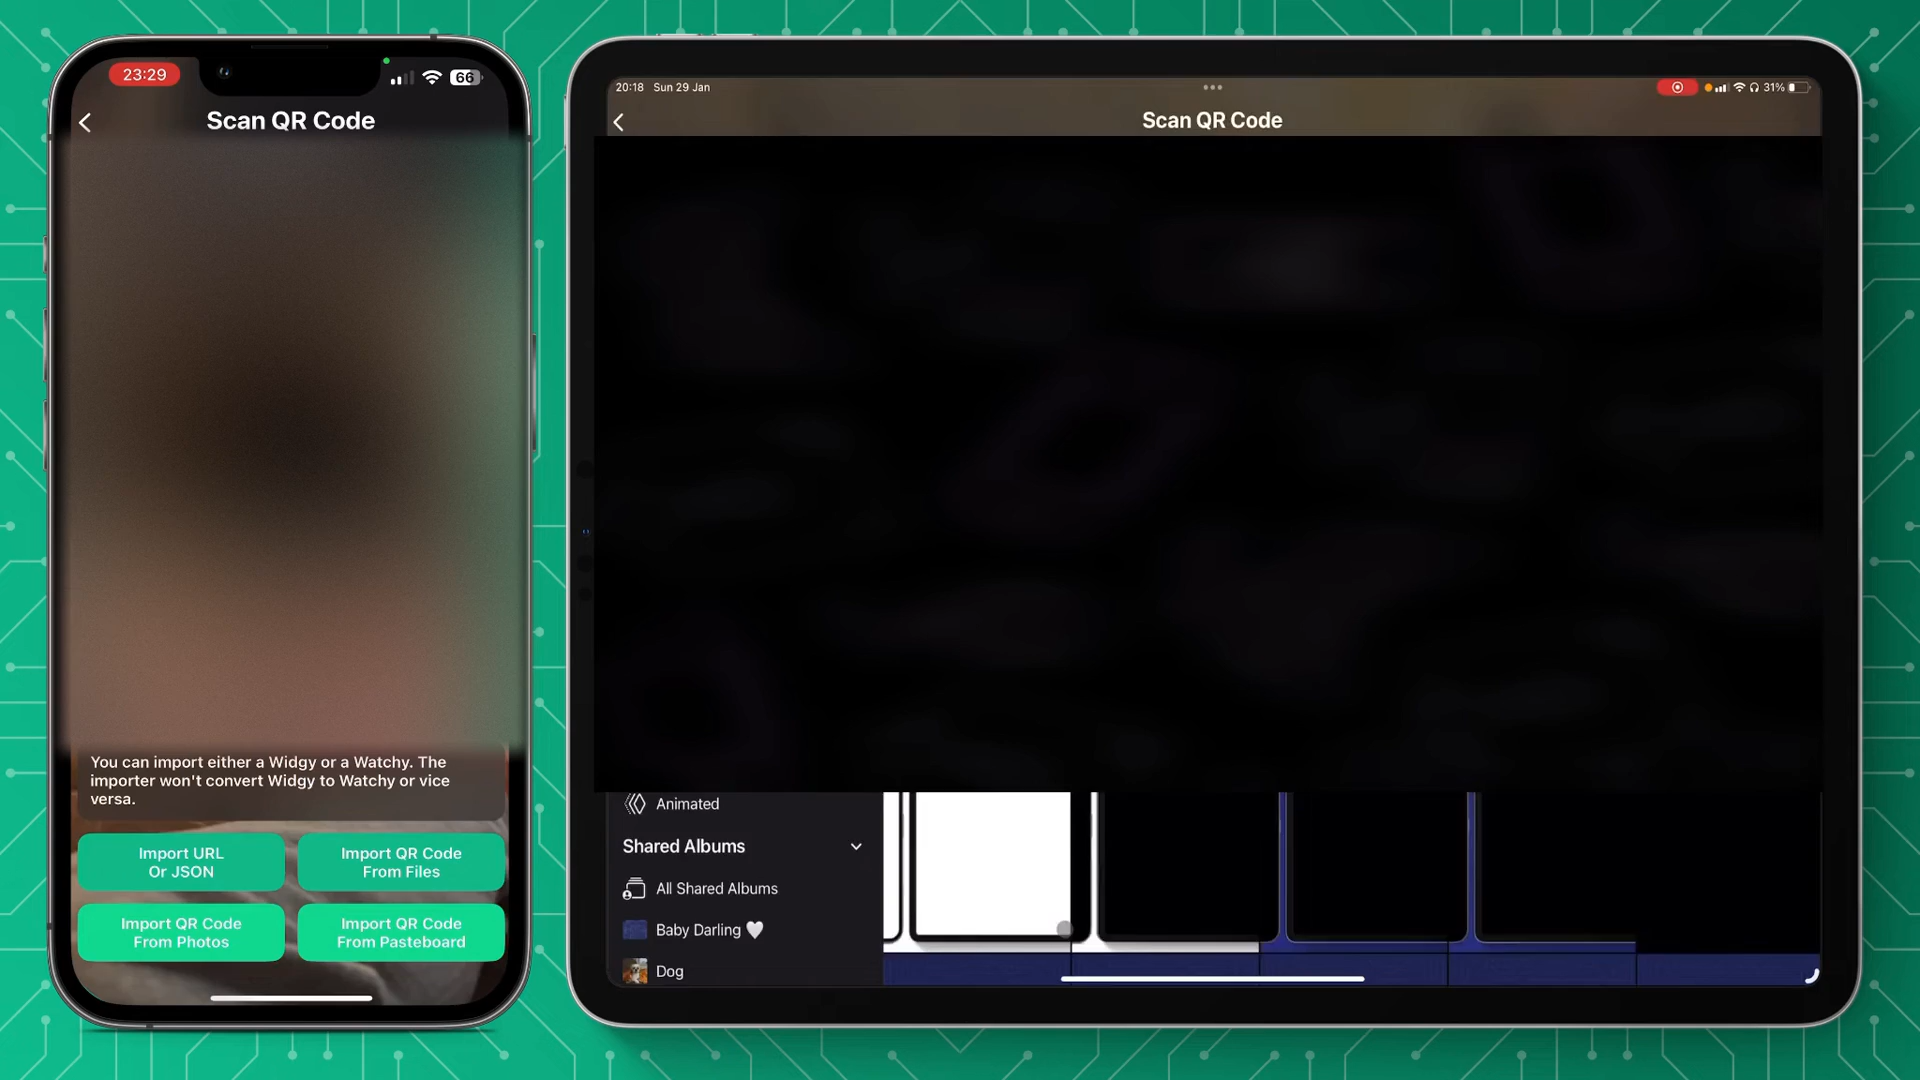 23:29
66
Scan QR Code
You can import either a Widgy or a Watchy. The
importer won't convert Widgy to Watchy or vice
versa.
Import URL
Or JSON
Import QR Code
From Files
Import QR Code
From Photos
Import QR Code
From Pasteboard
20:18 Sun 29 Jan
31%
Scan QR Code
Animated
Shared Albums
All Shared Albums
Baby Darling 🤍
Dog